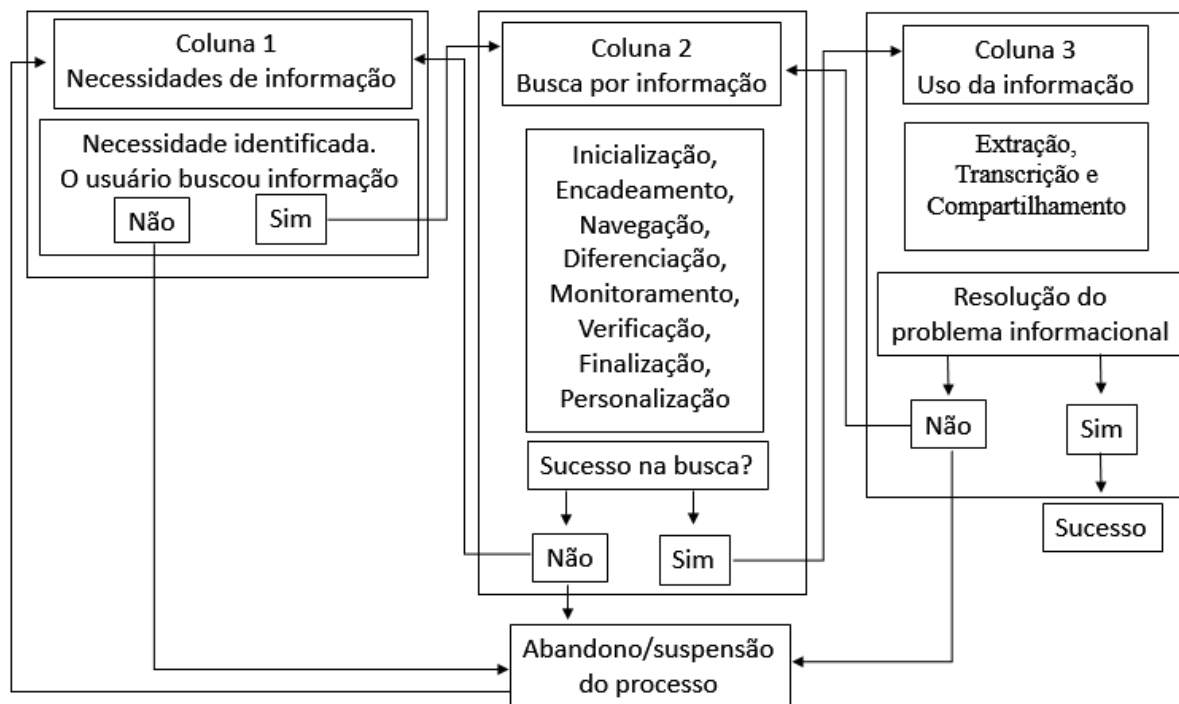 Coluna 1
Necessidades de informação
Necessidade identificada.
O usuário buscou informação
Não
Sim
Coluna 2
Busca por informação
Inicialização,
Encadeamento,
Navegação,
Diferenciação,
Monitoramento,
Verificação,
Finalização,
Personalização
Sucesso na busca?
Não
Sim
Coluna 3
Uso da informação
Extração,
Transcrição e
Compartilhamento
Resolução do
problema informacional
Não
Sim
Sucesso
Abandono/suspensão
do processo